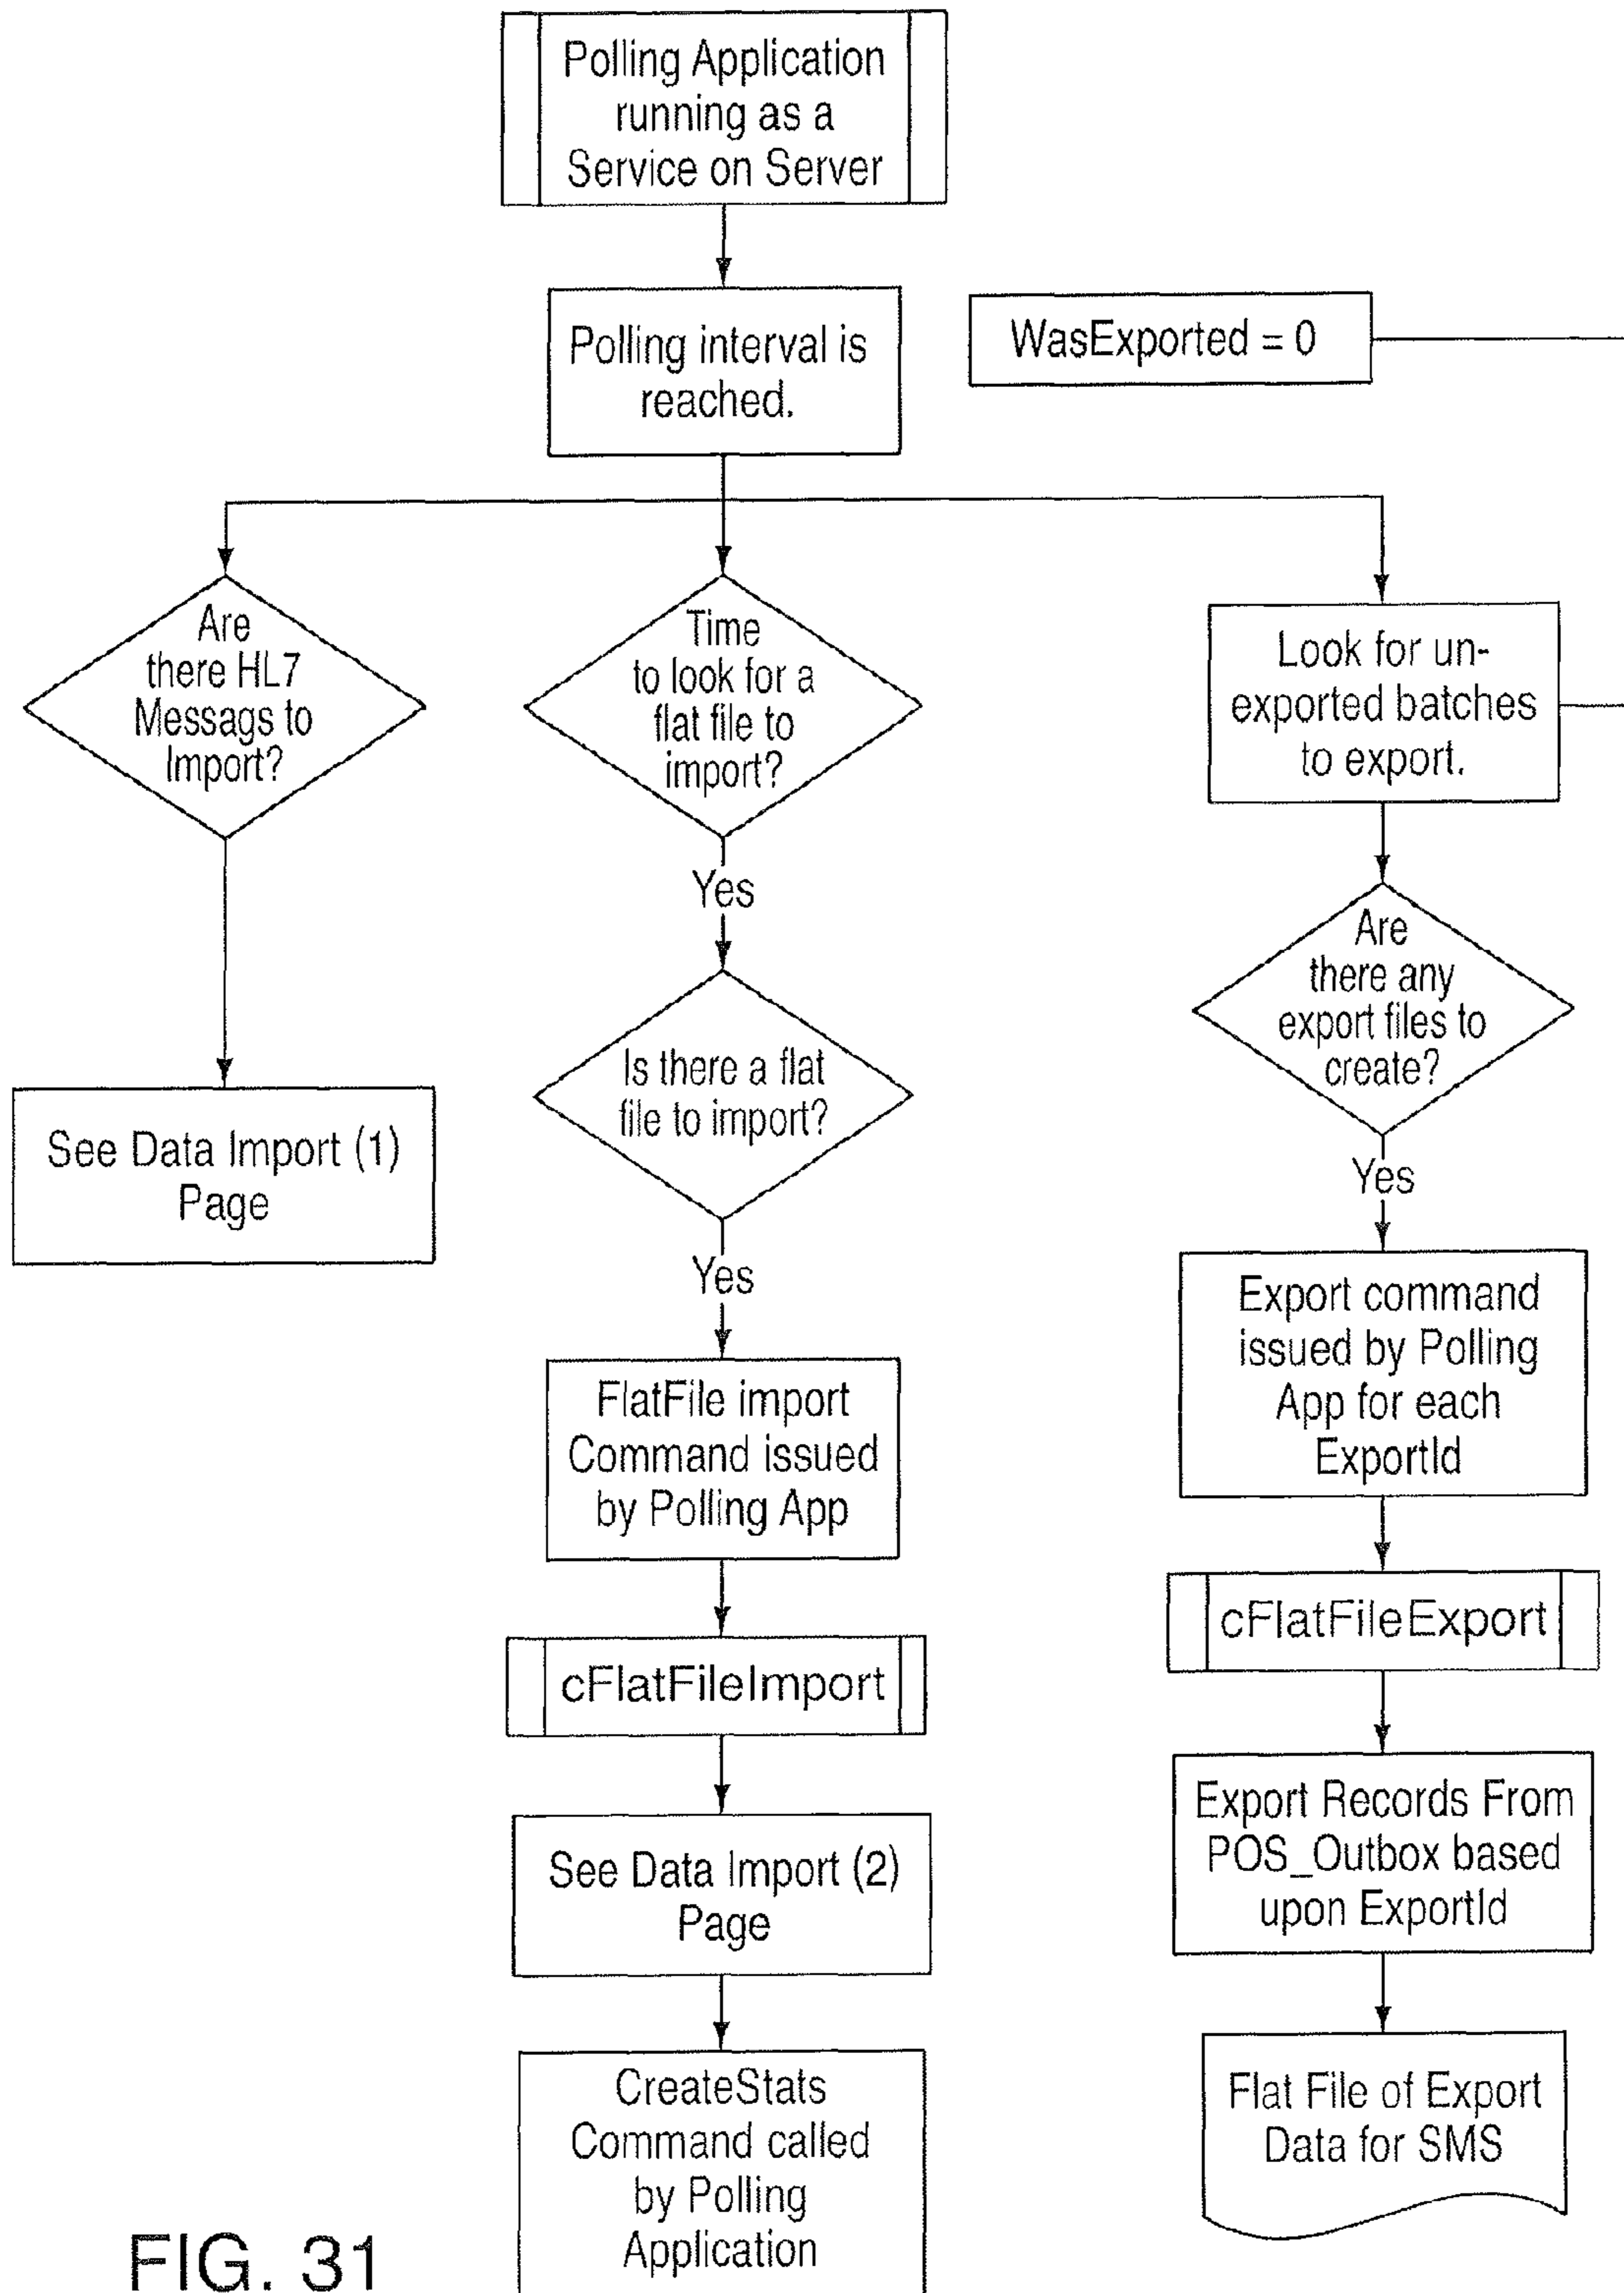 Polling Application
running as a
Service on Server
Polling interval is
reached.
WasExported = 0
Are
there HL7
Messags to
Import?
See Data Import (1)
Page
Time
to look for a
flat file to
import?
Yes
Is there a flat
file to import?
Yes
FlatFile import
Command issued
by Polling App
cFlatFileImport
See Data Import (2)
Page
CreateStats
Command called
by Polling
Application
Look for un-
exported batches
to export.
Are
there any
export files to
create?
Yes
Export command
issued by Polling
App for each
ExportId
cFlatFileExport
Export Records From
POS_Outbox based
upon ExportId
Flat File of Export
Data for SMS
FIG. 31